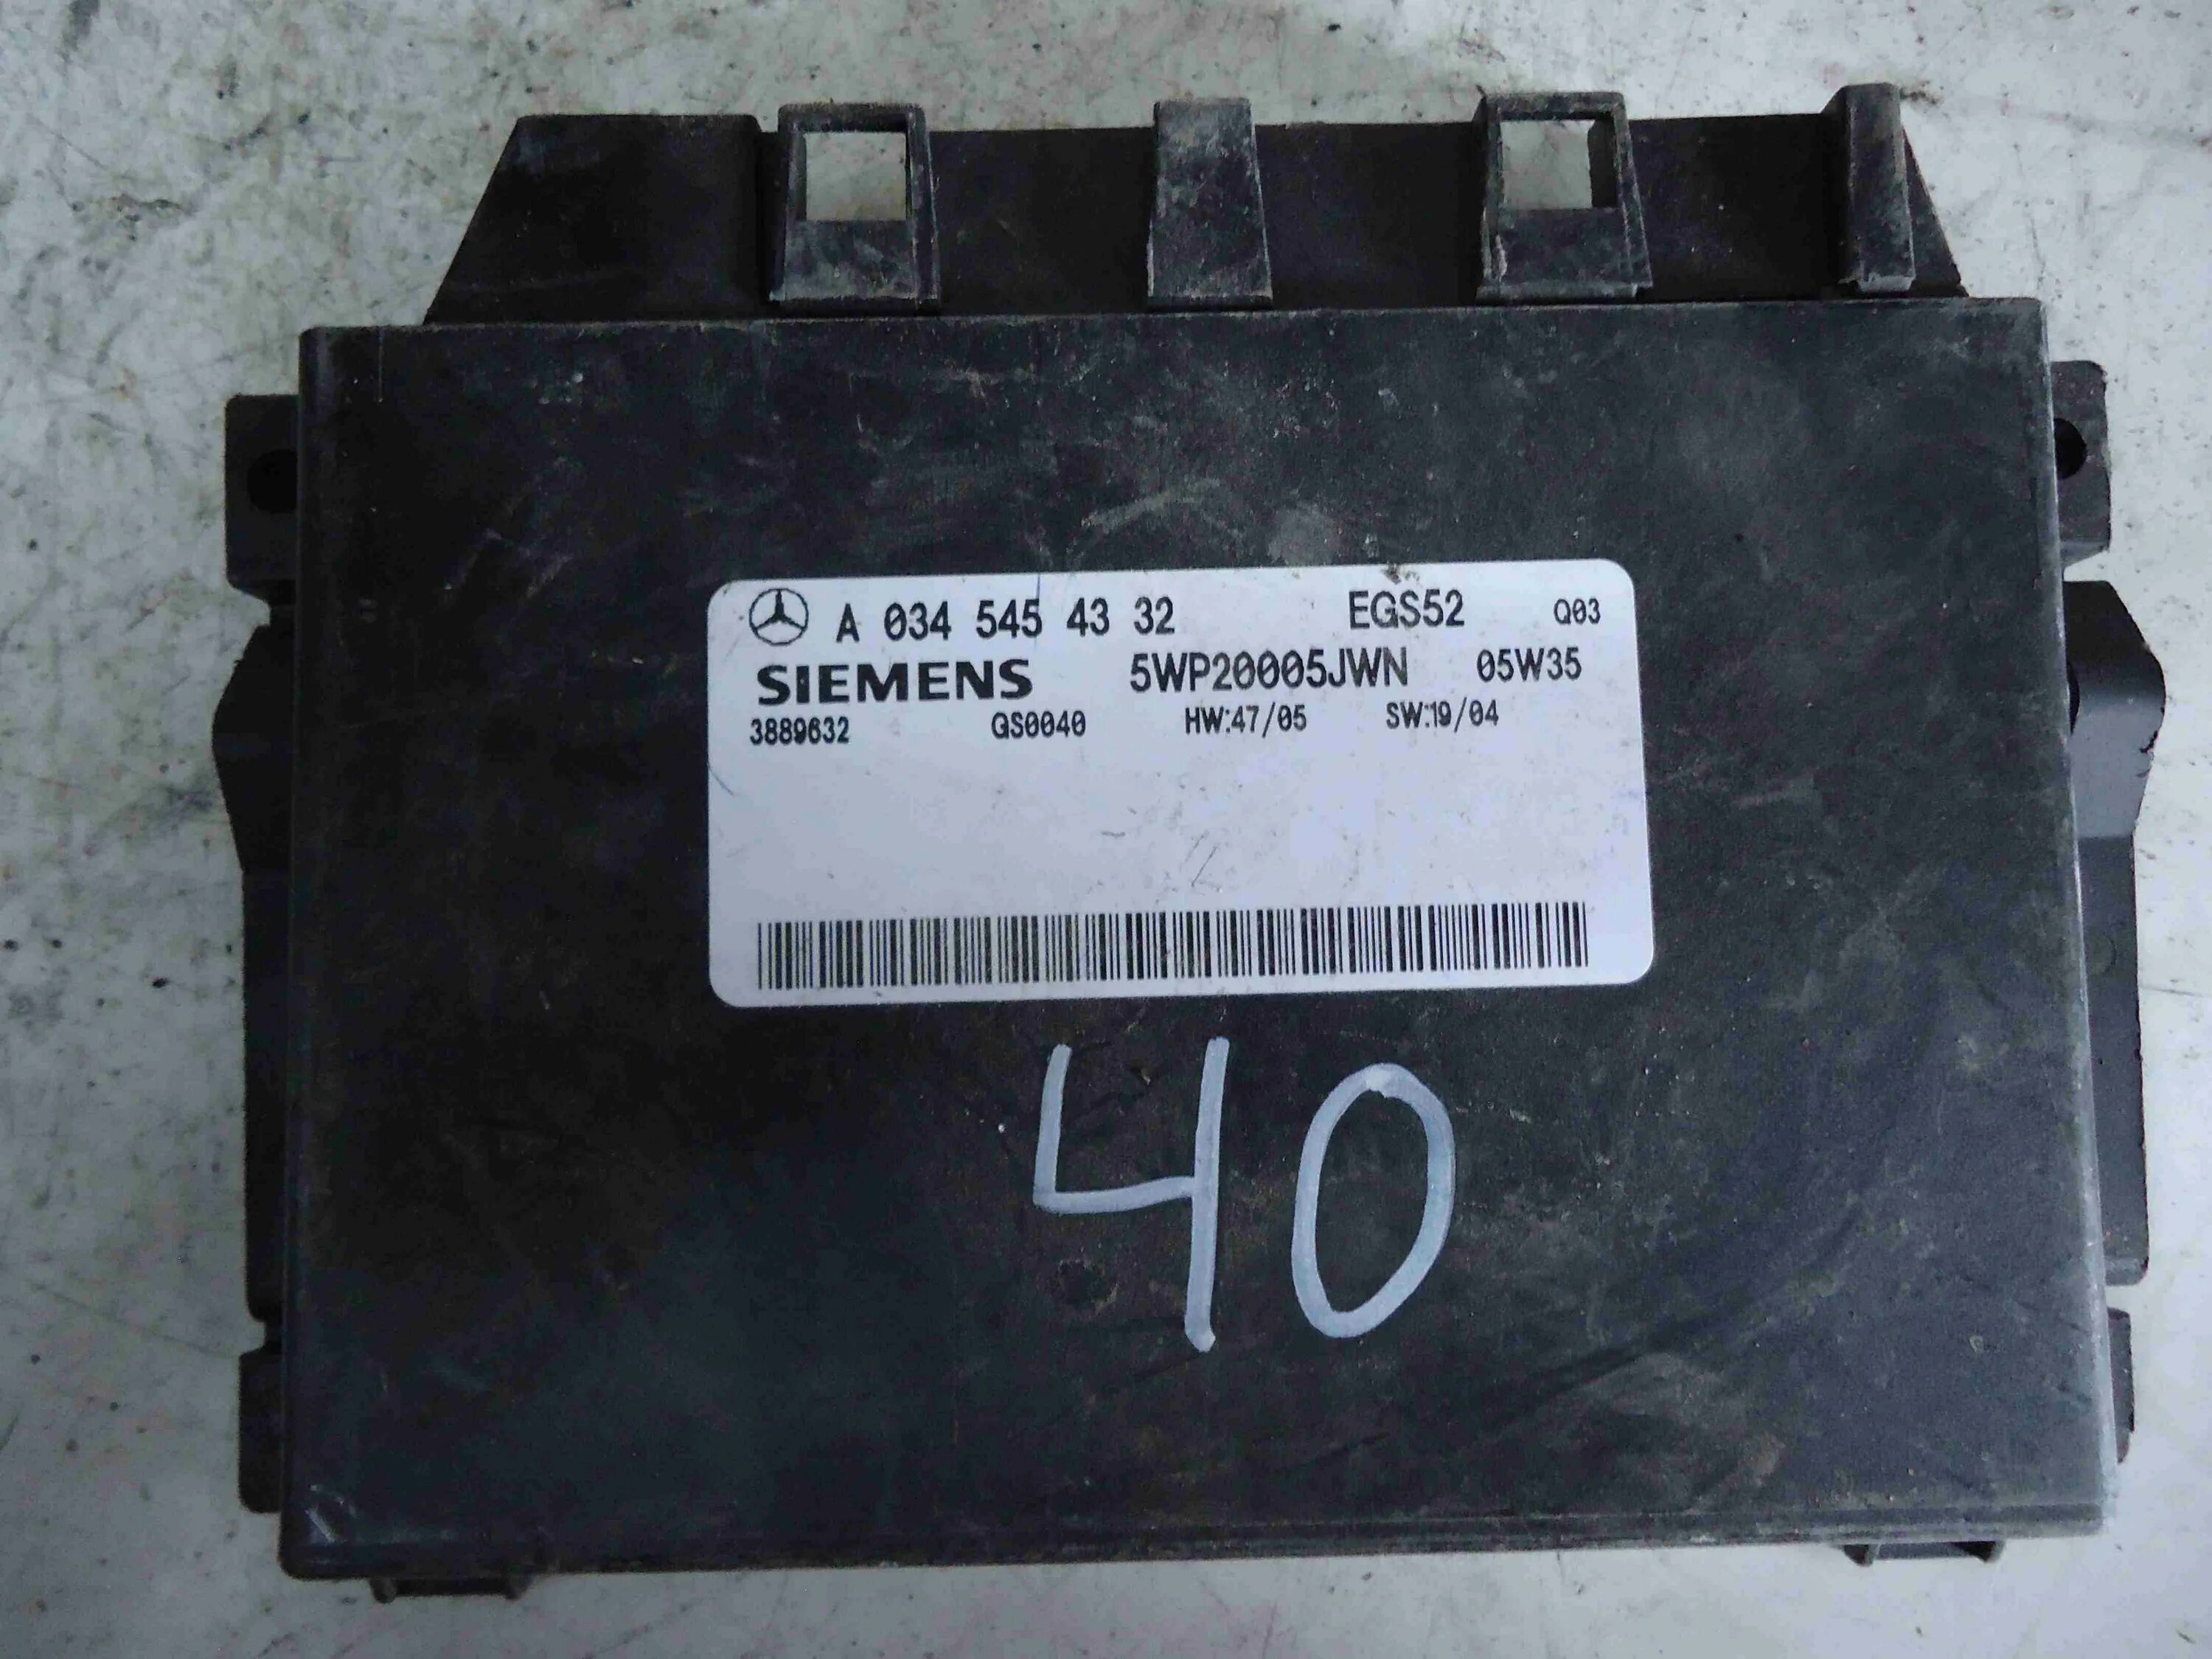 A 034 545 43 32 EGS52 Q03
SIEMENS 5WP20005JWN 05W35
3889632 GS0040 HW:47/05 SW:19/04
40